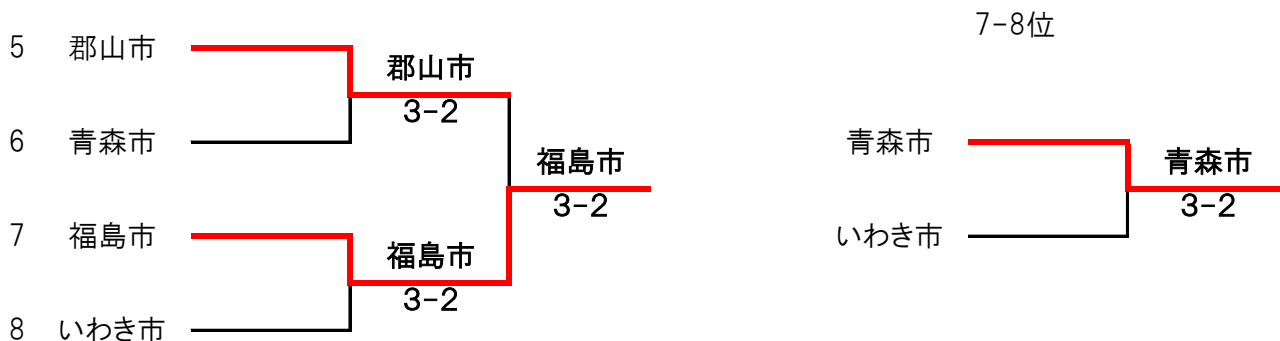 5 郡山市
郡山市
3-2
6 青森市
福島市
3-2
7 福島市
福島市
3-2
8 いわき市
7-8位
青森市
青森市
3-2
いわき市